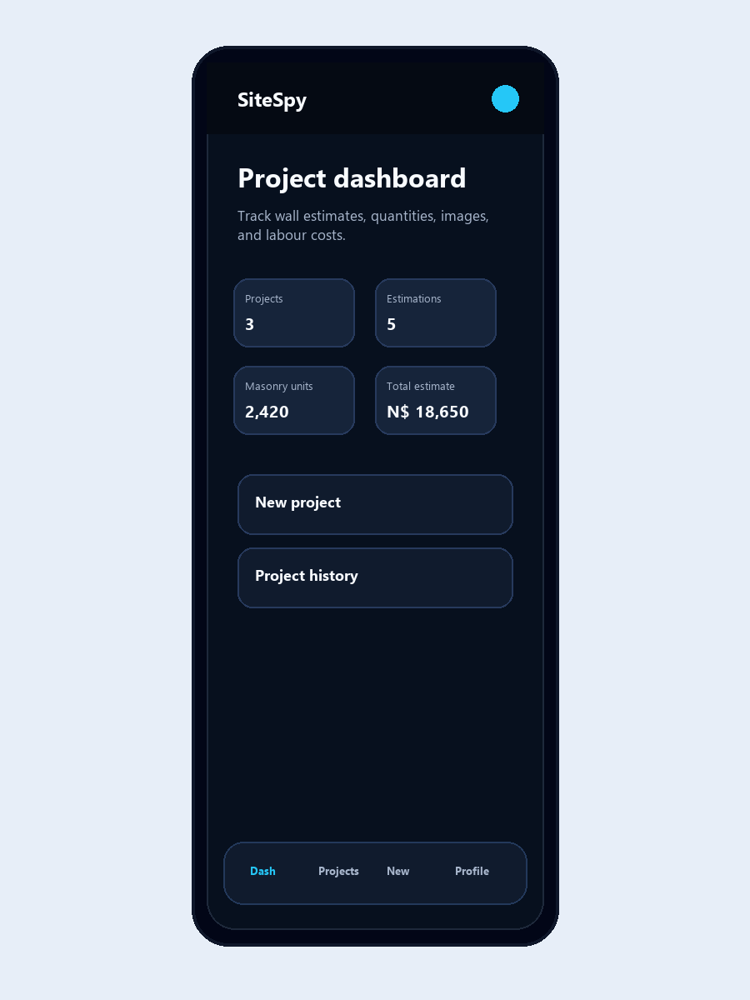 SiteSpy
Project dashboard
Track wall estimates, quantities, images,
and labour costs.
Projects
3
Estimations
5
Masonry units
2,420
Total estimate
N$ 18,650
New project
Project history
Dash
Projects
New
Profile